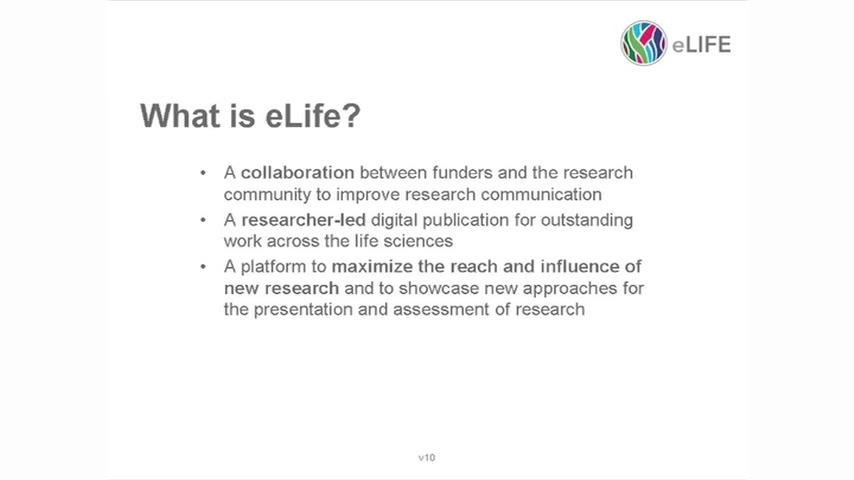 eLIFE
What is eLife?
• A collaboration between funders and the research
community to improve research communication
• A researcher-led digital publication for outstanding
work across the life sciences
• A platform to maximize the reach and influence of
new research and to showcase new approaches for
the presentation and assessment of research
v10